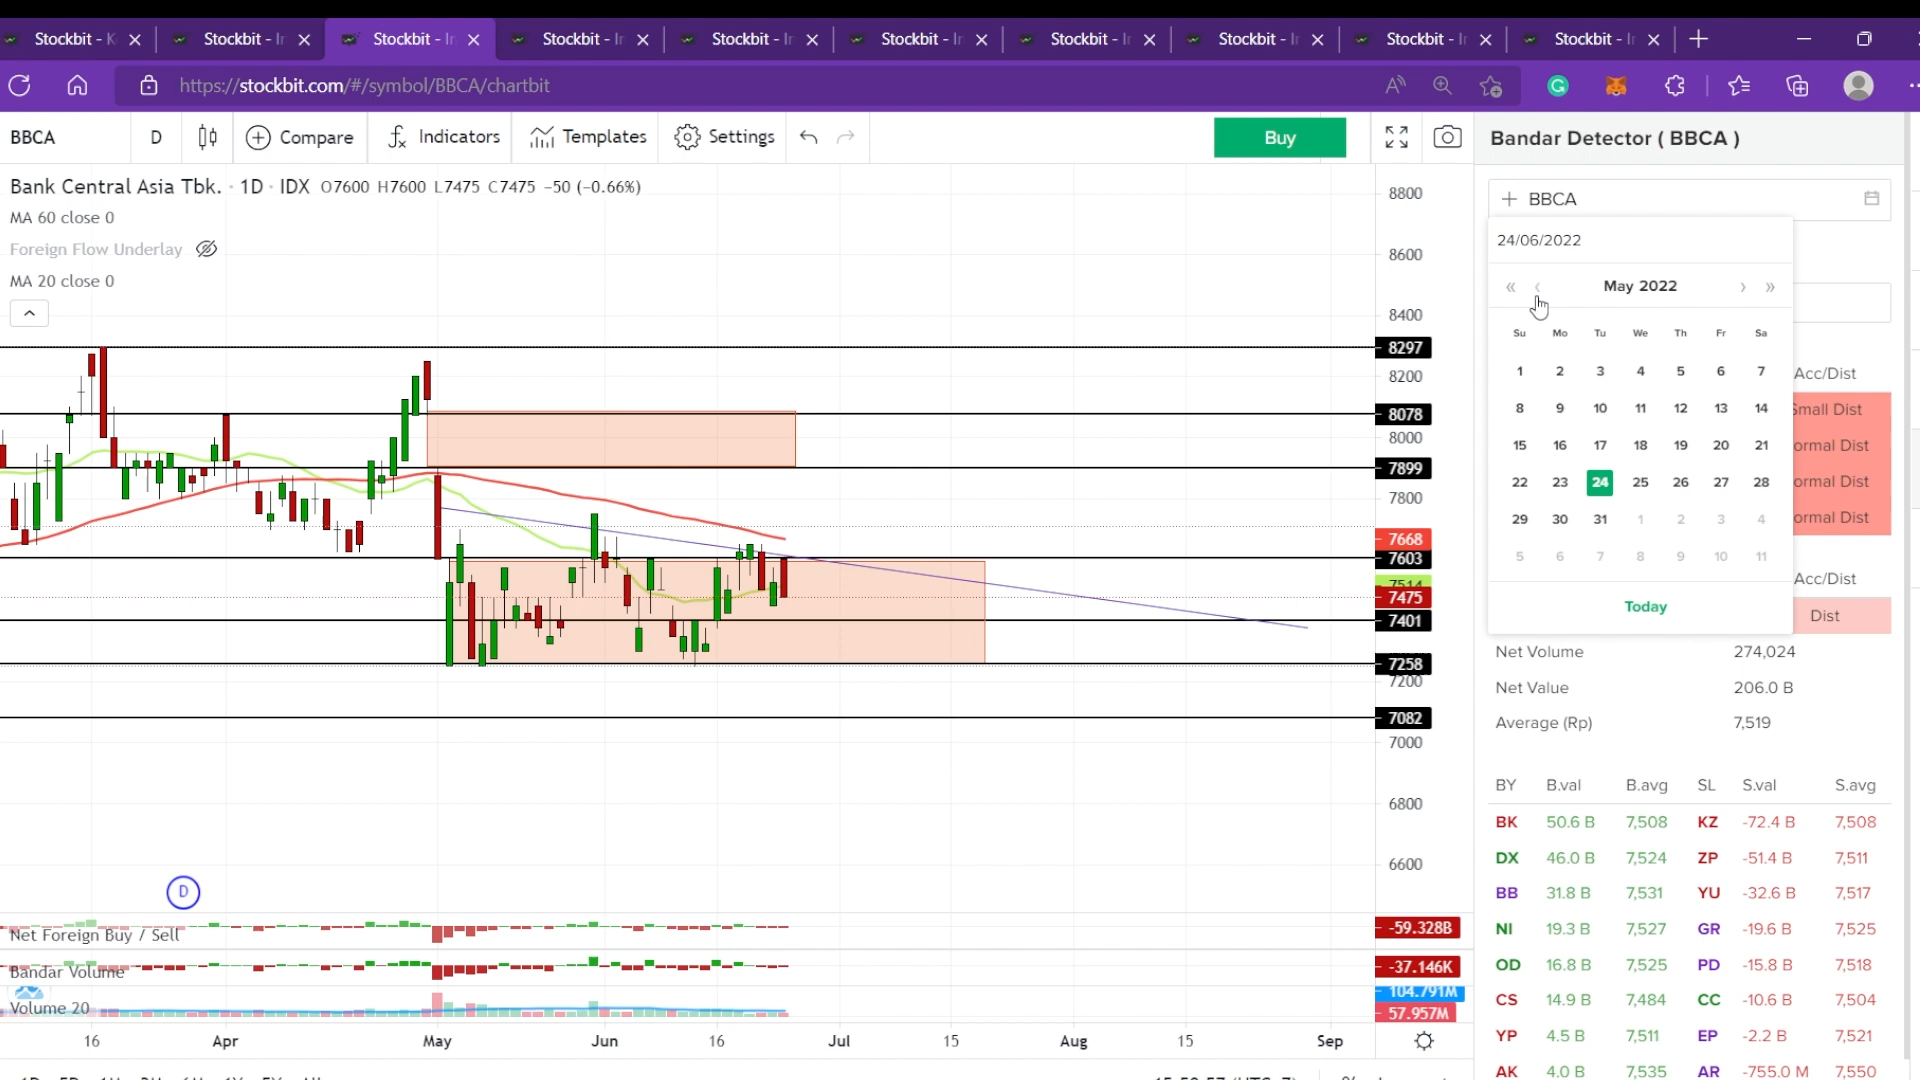 Stockbit - K
Stockbit - In
Stockbit - In
Stockbit - In
Stockbit - In
Stockbit - In
Stockbit - In
Stockbit - In
Stockbit - In
Stockbit - In
https://stockbit.com/#/symbol/BBCA/chartbit
BBCA D Compare Indicators Templates Settings Buy
Bandar Detector ( BBCA )
Bank Central Asia Tbk. · 1D · IDX O7600 H7600 L7475 C7475 -50 (-0.66%)
MA 60 close 0
Foreign Flow Underlay
MA 20 close 0
8800
8600
8400
8297
8200
8078
8000
7899
7800
7668
7603
7514
7475
7401
7258
7200
7082
7000
6800
6600
D
Net Foreign Buy / Sell
-59.328B
Bandar Volume
-37.146K
Volume 20
104.791M
57.957M
16 Apr May Jun 16 Jul 15 Aug 15 Sep
BBCA
24/06/2022
« ‹ May 2022 › »
Su Mo Tu We Th Fr Sa
1 2 3 4 5 6 7
8 9 10 11 12 13 14
15 16 17 18 19 20 21
22 23 24 25 26 27 28
29 30 31 1 2 3 4
5 6 7 8 9 10 11
Today
Acc/Dist
Small Dist
ormal Dist
ormal Dist
ormal Dist
Acc/Dist
Dist
Net Volume 274,024
Net Value 206.0 B
Average (Rp) 7,519
BY B.val B.avg SL S.val S.avg
BK 50.6 B 7,508 KZ -72.4 B 7,508
DX 46.0 B 7,524 ZP -51.4 B 7,511
BB 31.8 B 7,531 YU -32.6 B 7,517
NI 19.3 B 7,527 GR -19.6 B 7,525
OD 16.8 B 7,525 PD -15.8 B 7,518
CS 14.9 B 7,484 CC -10.6 B 7,504
YP 4.5 B 7,511 EP -2.2 B 7,521
AK 4.0 B 7,535 AR -755.0 M 7,550